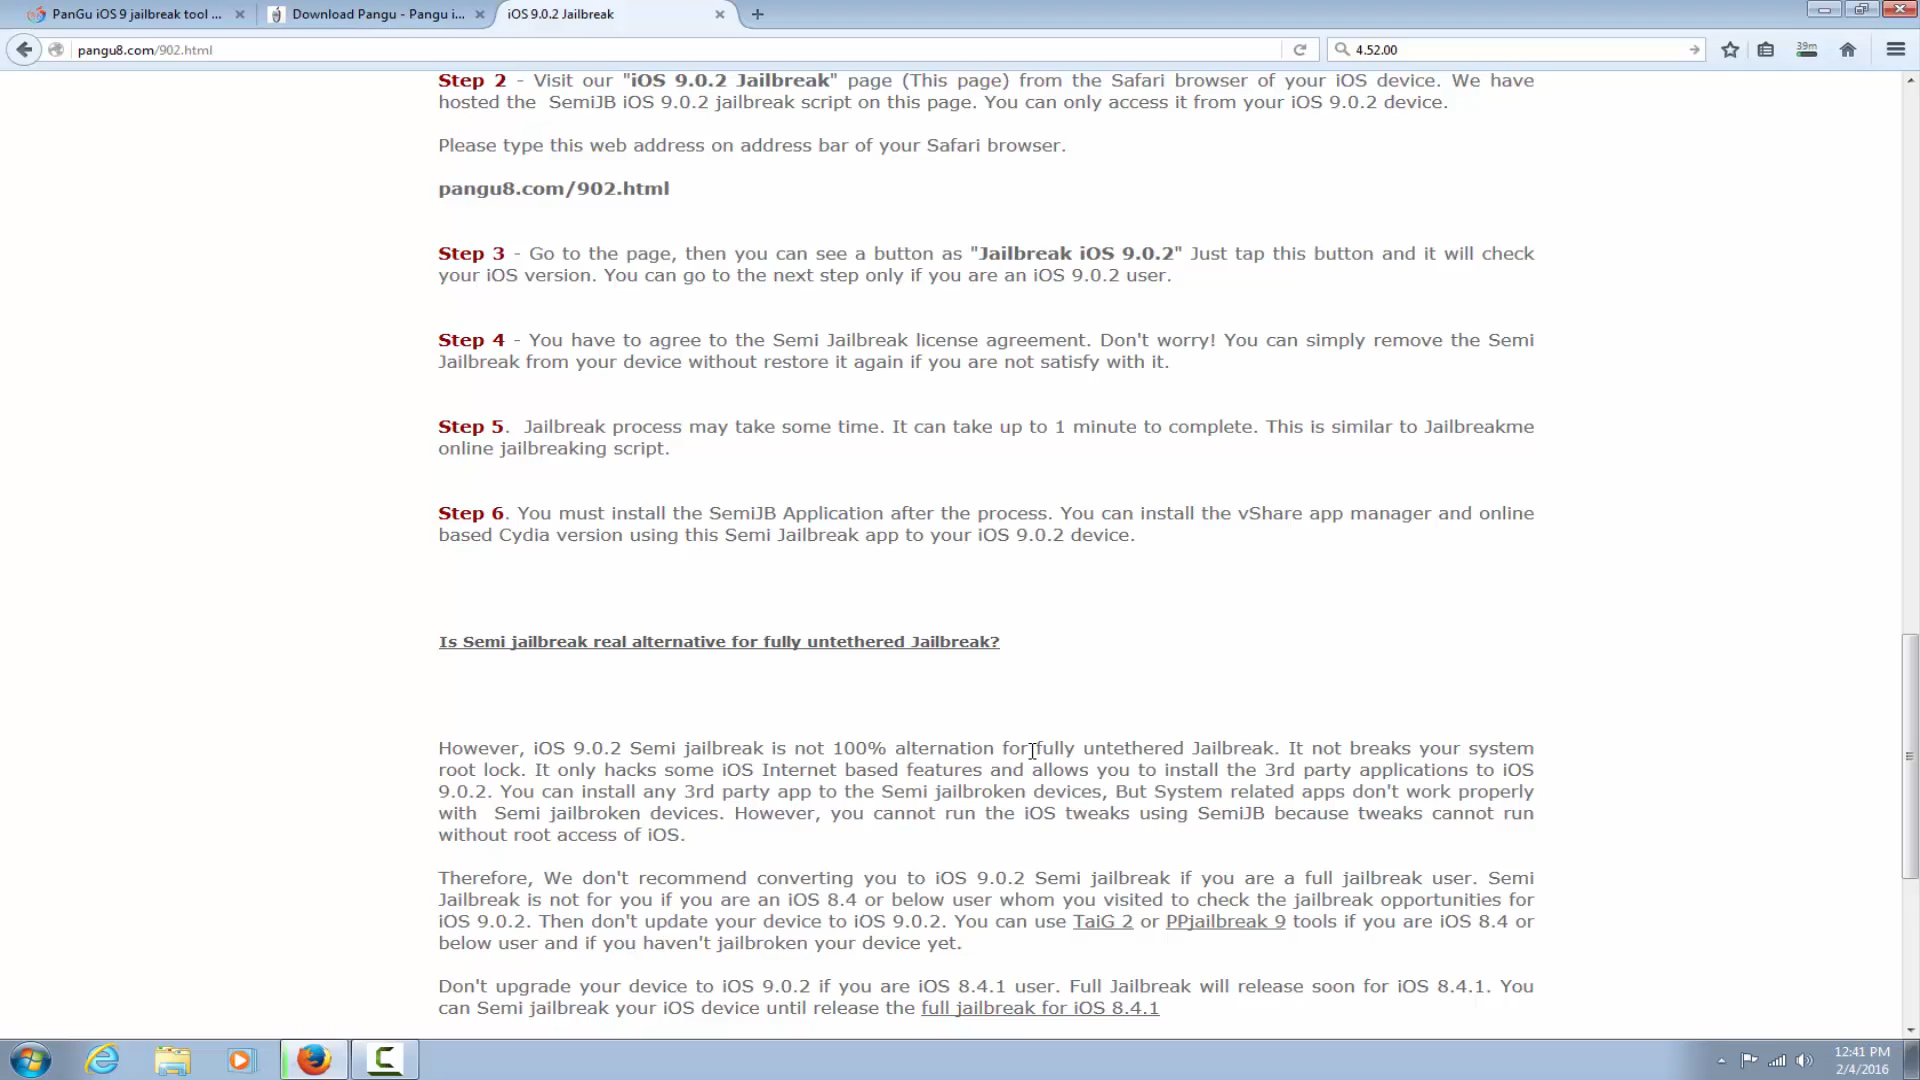 PanGu iOS 9 jailbreak tool ...
Download Pangu - Pangu i...
iOS 9.0.2 Jailbreak
pangu8.com/902.html
4.52.00
39m
Step 2 - Visit our "iOS 9.0.2 Jailbreak" page (This page) from the Safari browser of your iOS device. We have
hosted the SemiJB iOS 9.0.2 jailbreak script on this page. You can only access it from your iOS 9.0.2 device.
Please type this web address on address bar of your Safari browser.
pangu8.com/902.html
Step 3 - Go to the page, then you can see a button as "Jailbreak iOS 9.0.2" Just tap this button and it will check
your iOS version. You can go to the next step only if you are an iOS 9.0.2 user.
Step 4 - You have to agree to the Semi Jailbreak license agreement. Don't worry! You can simply remove the Semi
Jailbreak from your device without restore it again if you are not satisfy with it.
Step 5. Jailbreak process may take some time. It can take up to 1 minute to complete. This is similar to Jailbreakme
online jailbreaking script.
Step 6. You must install the SemiJB Application after the process. You can install the vShare app manager and online
based Cydia version using this Semi Jailbreak app to your iOS 9.0.2 device.
Is Semi jailbreak real alternative for fully untethered Jailbreak?
However, iOS 9.0.2 Semi jailbreak is not 100% alternation for fully untethered Jailbreak. It not breaks your system
root lock. It only hacks some iOS Internet based features and allows you to install the 3rd party applications to iOS
9.0.2. You can install any 3rd party app to the Semi jailbroken devices, But System related apps don't work properly
with Semi jailbroken devices. However, you cannot run the iOS tweaks using SemiJB because tweaks cannot run
without root access of iOS.
Therefore, We don't recommend converting you to iOS 9.0.2 Semi jailbreak if you are a full jailbreak user. Semi
Jailbreak is not for you if you are an iOS 8.4 or below user whom you visited to check the jailbreak opportunities for
iOS 9.0.2. Then don't update your device to iOS 9.0.2. You can use TaiG 2 or PPjailbreak 9 tools if you are iOS 8.4 or
below user and if you haven't jailbroken your device yet.
Don't upgrade your device to iOS 9.0.2 if you are iOS 8.4.1 user. Full Jailbreak will release soon for iOS 8.4.1. You
can Semi jailbreak your iOS device until release the full jailbreak for iOS 8.4.1
12:41 PM
2/4/2016